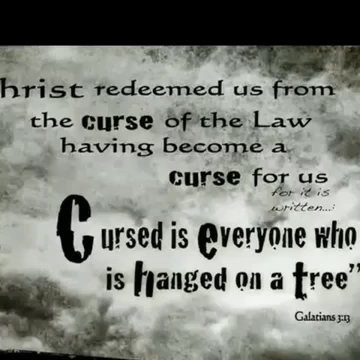 hrist redeemed us from
the curse of the Law
having become a
curse for us
for it is
written...:
Cursed is everyone who
is hanged on a tree”
Galatians 3:13